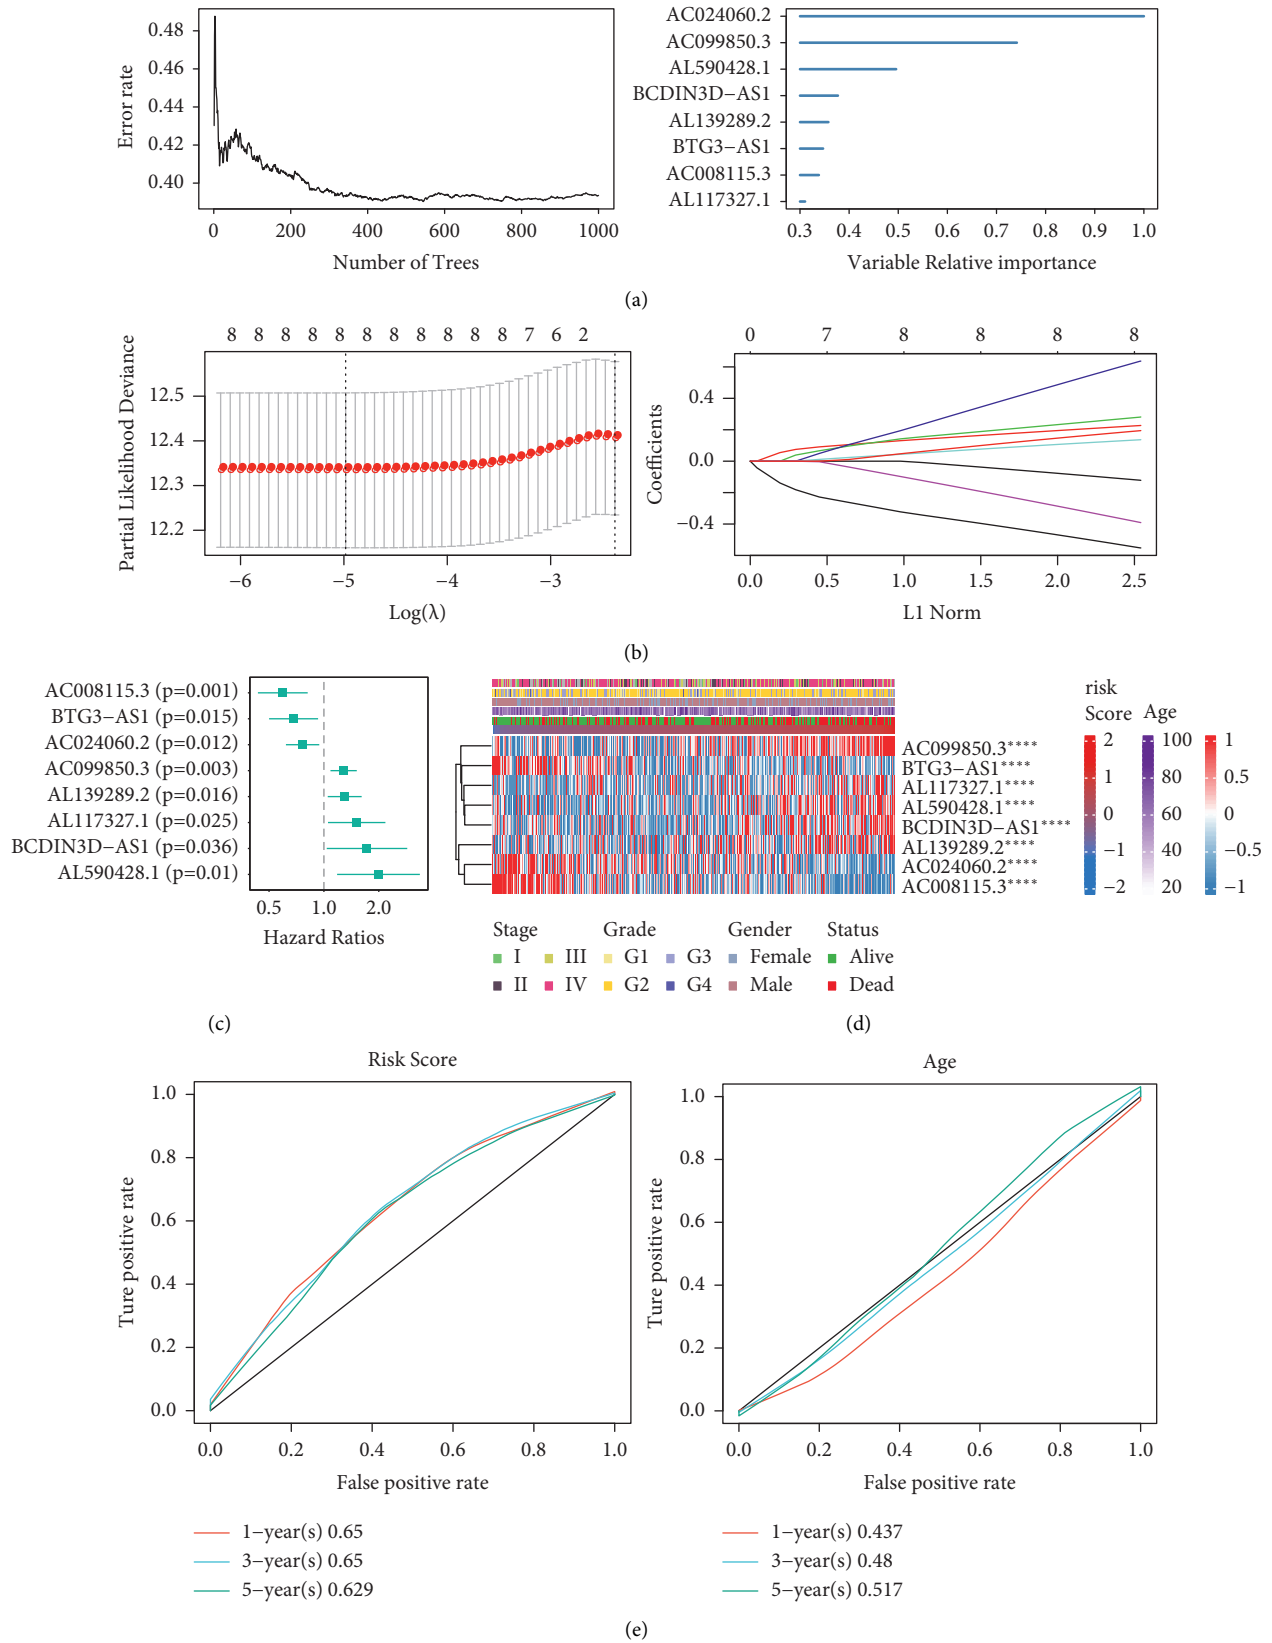 0.48
0.46
0.44
0.42
0.40
Error rate
0
200
400
600
800
1000
Number of Trees
AC024060.2
AC099850.3
AL590428.1
BCDIN3D−AS1
AL139289.2
BTG3−AS1
AC008115.3
AL117327.1
0.3 0.4 0.5 0.6 0.7 0.8 0.9 1.0
Variable Relative importance
(a)
8 8 8 8 8 8 8 8 8 8 8 7 6 2
Partial Likelihood Deviance
12.5
12.4
12.3
12.2
−6 −5 −4 −3
Log(λ)
0 7 8 8 8 8
Coefficients
0.4
0.0
−0.4
0.0 0.5 1.0 1.5 2.0 2.5
L1 Norm
(b)
AC008115.3 (p=0.001)
BTG3−AS1 (p=0.015)
AC024060.2 (p=0.012)
AC099850.3 (p=0.003)
AL139289.2 (p=0.016)
AL117327.1 (p=0.025)
BCDIN3D−AS1 (p=0.036)
AL590428.1 (p=0.01)
0.5 1.0 2.0
Hazard Ratios
(c)
AC099850.3****
BTG3−AS1****
AL117327.1****
AL590428.1****
BCDIN3D−AS1****
AL139289.2****
AC024060.2****
AC008115.3****
risk
Score
2
1
0
−1
−2
Age
100
80
60
40
20
1
0.5
0
−0.5
−1
Stage Grade Gender Status
I III G1 G3 Female Alive
II IV G2 G4 Male Dead
(d)
Risk Score
Ture positive rate
1.0
0.8
0.6
0.4
0.2
0.0
0.0 0.2 0.4 0.6 0.8 1.0
False positive rate
1−year(s) 0.65
3−year(s) 0.65
5−year(s) 0.629
Age
Ture positive rate
1.0
0.8
0.6
0.4
0.2
0.0
0.0 0.2 0.4 0.6 0.8 1.0
False positive rate
1−year(s) 0.437
3−year(s) 0.48
5−year(s) 0.517
(e)